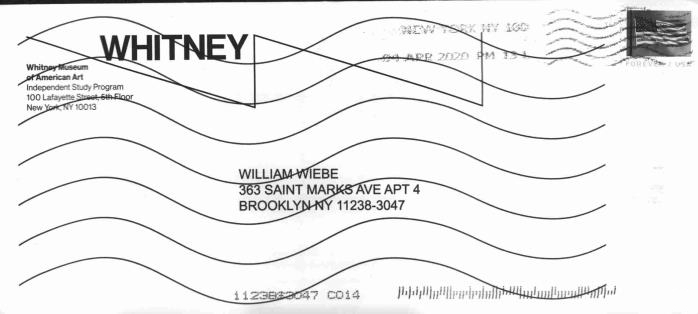 WHITNEY
NEW YORK NY 100
04 APR 2020 PM 13 L
FOREVER / USA
Whitney Museum
of American Art
Independent Study Program
100 Lafayette Street, 5th Floor
New York, NY 10013
WILLIAM WIEBE
363 SAINT MARKS AVE APT 4
BROOKLYN NY 11238-3047
11238$3047 C014